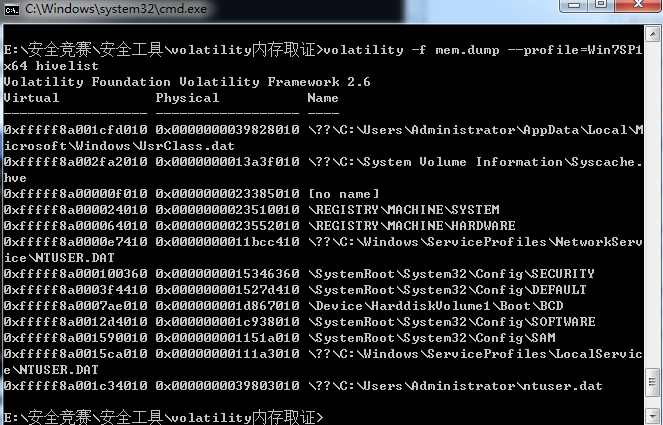 C:\Windows\system32\cmd.exe
E:\安全竞赛\安全工具\volatility内存取证>volatility -f mem.dump --profile=Win7SP1
x64 hivelist
Volatility Foundation Volatility Framework 2.6
Virtual            Physical           Name
------------------ ------------------ ----
0xfffff8a001cfd010 0x0000000039828010 \??\C:\Users\Administrator\AppData\Local\M
icrosoft\Windows\UsrClass.dat
0xfffff8a002fa2010 0x0000000013a3f010 \??\C:\System Volume Information\Syscache.
hve
0xfffff8a00000f010 0x0000000023385010 [no name]
0xfffff8a000024010 0x0000000023510010 \REGISTRY\MACHINE\SYSTEM
0xfffff8a000064010 0x0000000023552010 \REGISTRY\MACHINE\HARDWARE
0xfffff8a0000e7410 0x0000000011bcc410 \??\C:\Windows\ServiceProfiles\NetworkServ
ice\NTUSER.DAT
0xfffff8a000100360 0x0000000015346360 \SystemRoot\System32\Config\SECURITY
0xfffff8a0003f4410 0x000000001527d410 \SystemRoot\System32\Config\DEFAULT
0xfffff8a0007ae010 0x000000001d867010 \Device\HarddiskVolume1\Boot\BCD
0xfffff8a0012d4010 0x000000001c938010 \SystemRoot\System32\Config\SOFTWARE
0xfffff8a001590010 0x000000001151a010 \SystemRoot\System32\Config\SAM
0xfffff8a0015ca010 0x00000000111a3010 \??\C:\Windows\ServiceProfiles\LocalServic
e\NTUSER.DAT
0xfffff8a001c34010 0x0000000039803010 \??\C:\Users\Administrator\ntuser.dat
E:\安全竞赛\安全工具\volatility内存取证>